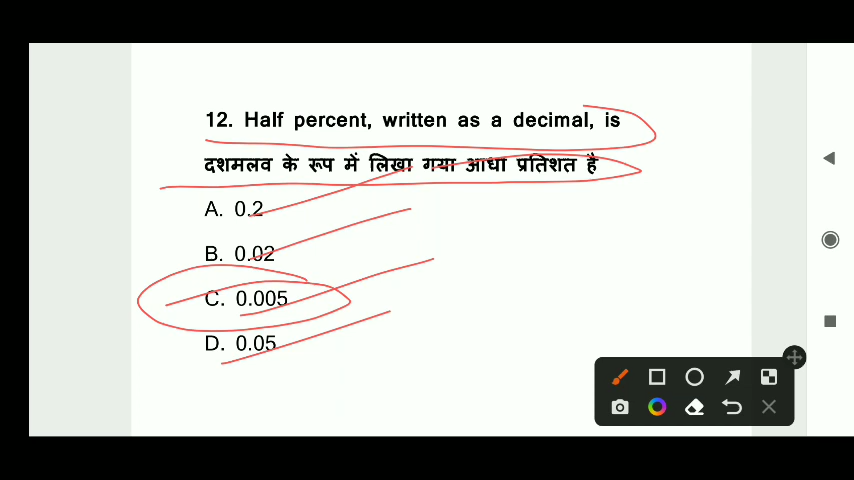 12. Half percent, written as a decimal, is
दशमलव के रूप में लिखा गया आधा प्रतिशत है
A. 0.2
B. 0.02
C. 0.005
D. 0.05